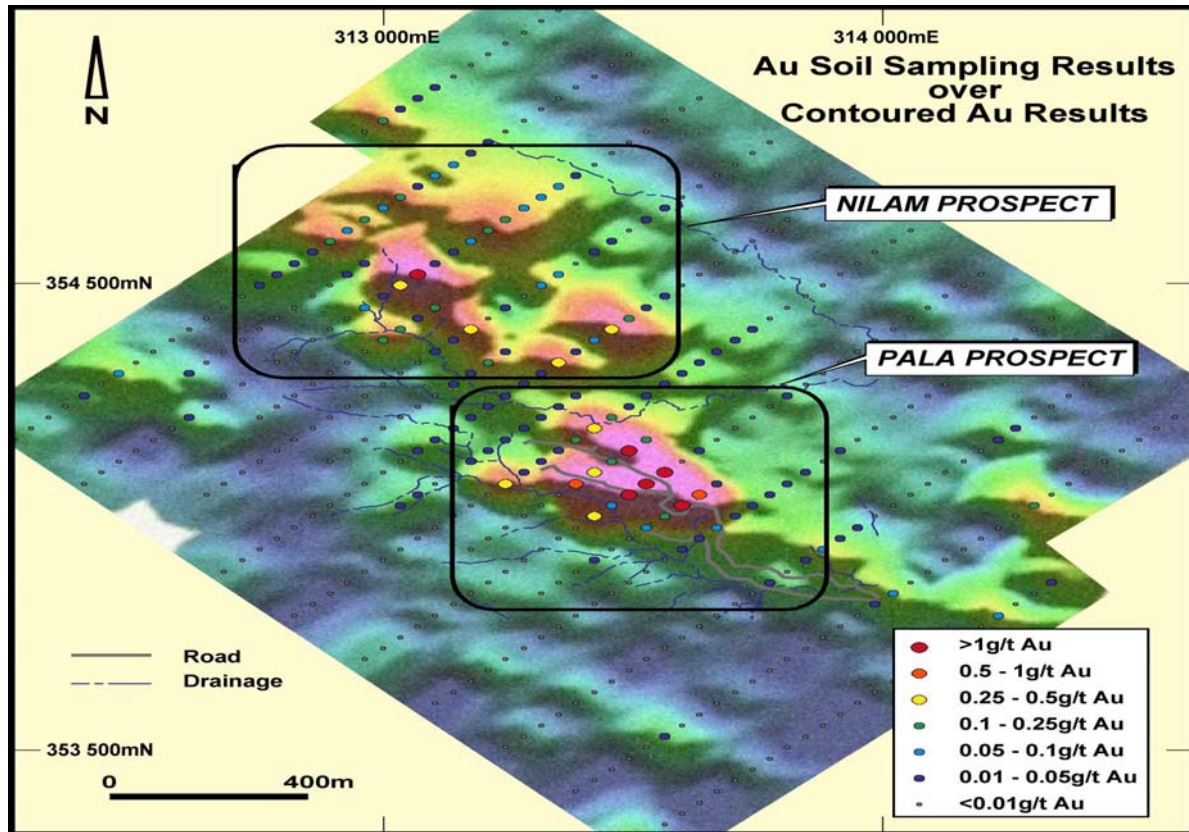 313 000mE
314 000mE
Au Soil Sampling Results
over
Contoured Au Results
N
NILAM PROSPECT
354 500mN
PALA PROSPECT
>1g/t Au
0.5 - 1g/t Au
0.25 - 0.5g/t Au
0.1 - 0.25g/t Au
0.05 - 0.1g/t Au
0.01 - 0.05g/t Au
<0.01g/t Au
Road
Drainage
353 500mN
0 400m